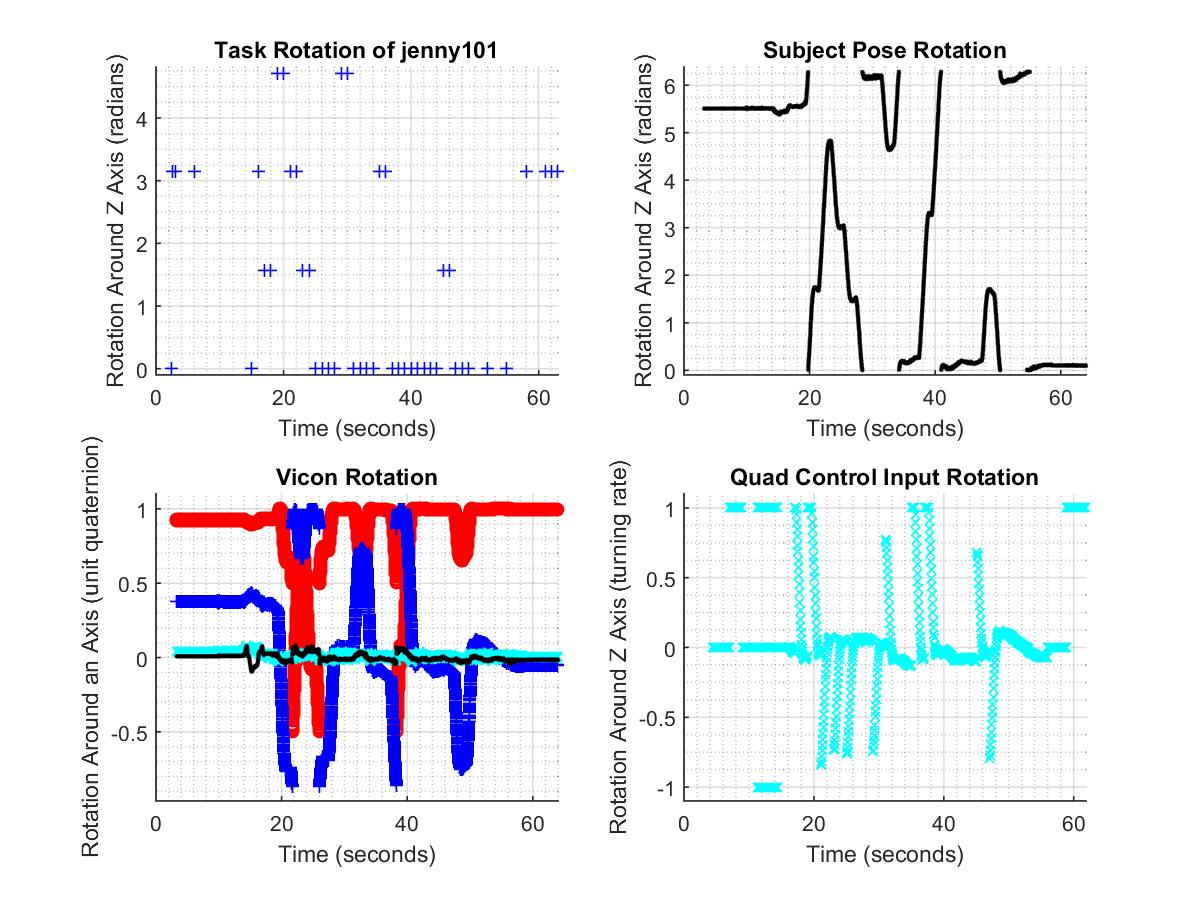 Task Rotation of jenny101
Rotation Around Z Axis (radians)
4
3
2
1
0
0 20 40 60
Time (seconds)
Subject Pose Rotation
Rotation Around Z Axis (radians)
6
5
4
3
2
1
0
0 20 40 60
Time (seconds)
Vicon Rotation
Rotation Around an Axis (unit quaternion)
1
0.5
0
-0.5
0 20 40 60
Time (seconds)
Quad Control Input Rotation
Rotation Around Z Axis (turning rate)
1
0.5
0
-0.5
-1
0 20 40 60
Time (seconds)